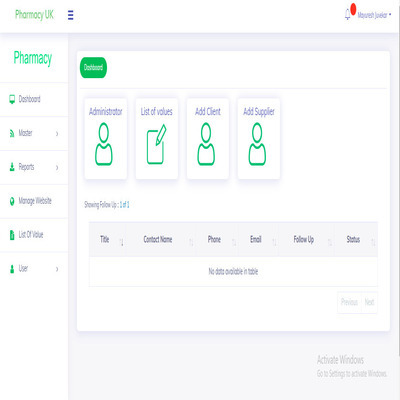 Pharmacy UK
Mouresh Juvekar
Pharmacy
Dashboard
Master
Reports
Manage Website
List Of Value
User
Dashboard
Administrator
List of values
Add Client
Add Supplier
Showing Follow Up : 1 of 1
Title Contact Name Phone Email Follow Up Status
No data available in table
Previous Next
Activate Windows
Go to Settings to activate Windows.